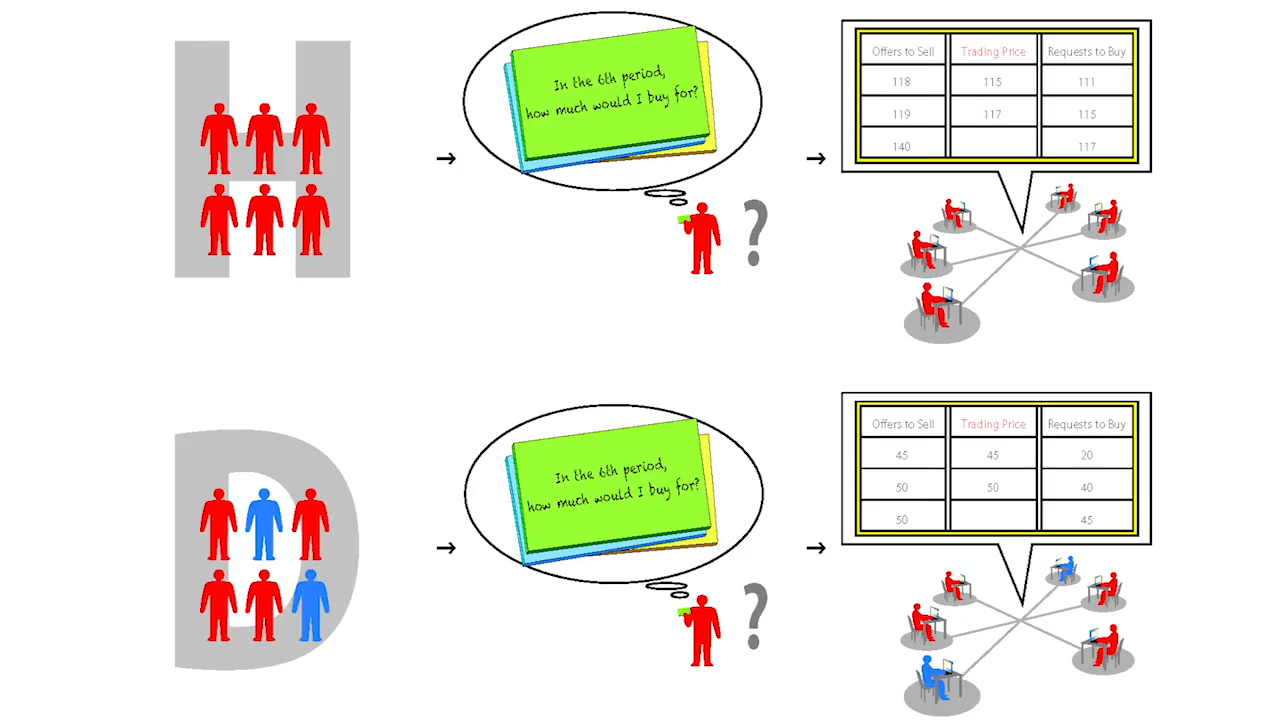 H
→
In the 6th period,
how much would I buy for?
?
→
Offers to Sell Trading Price Requests to Buy
118 115 111
119 117 115
140 117
D
→
In the 6th period,
how much would I buy for?
?
→
Offers to Sell Trading Price Requests to Buy
45 45 20
50 50 40
50 45